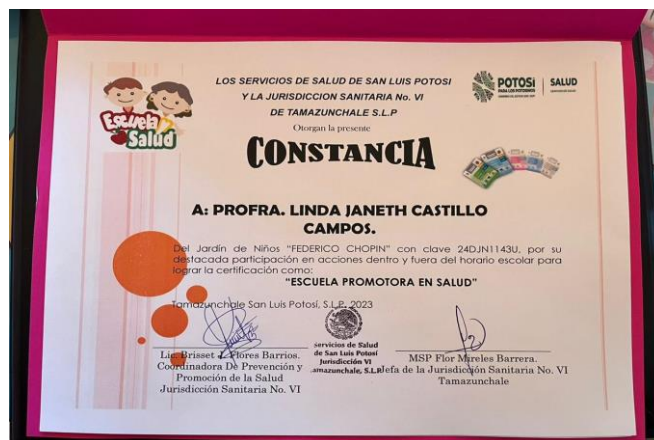 LOS SERVICIOS DE SALUD DE SAN LUIS POTOSI
Y LA JURISDICCION SANITARIA No. VI
DE TAMAZUNCHALE S.L.P
Otorgan la presente
CONSTANCIA
Escuela y
Salud
POTOSÍ
PARA LOS POTOSINOS
SALUD
A: PROFRA. LINDA JANETH CASTILLO
CAMPOS.
Del Jardín de Niños "FEDERICO CHOPIN" con clave 24DJN1143U, por su
destacada participación en acciones dentro y fuera del horario escolar para
lograr la certificación como:
"ESCUELA PROMOTORA EN SALUD"
Tamazunchale San Luis Potosí, S.L.P. 2023
Lic. Brisset Flores Barrios.
Coordinadora De Prevención y
Promoción de la Salud
Jurisdicción Sanitaria No. VI
servicios de Salud
de San Luis Potosí
Jurisdicción VI
amazunchale, S.L.P
MSP Flor Mireles Barrera.
Jefa de la Jurisdicción Sanitaria No. VI
Tamazunchale